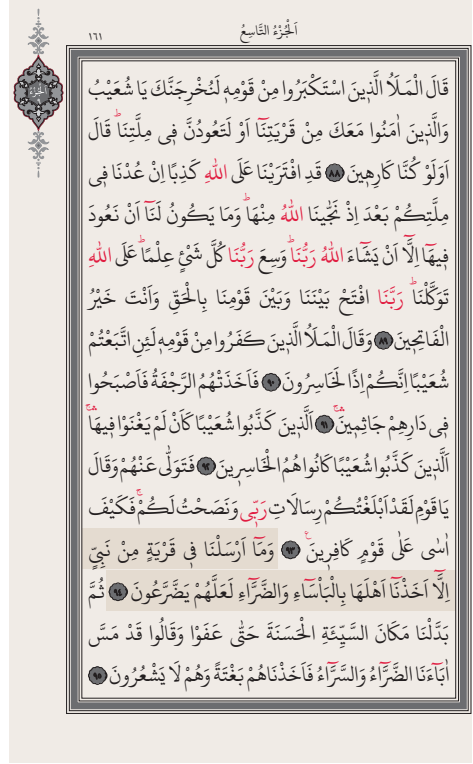 اَلْجُزْءُ التَّاسِعُ
١٦١
اَلْجُزْءُ
٩
قَالَ الْمَلَاُ الَّذ۪ينَ اسْتَكْبَرُوا مِنْ قَوْمِه۪ لَنُخْرِجَنَّكَ يَا شُعَيْبُ
وَالَّذ۪ينَ اٰمَنُوا مَعَكَ مِنْ قَرْيَتِنَٓا اَوْ لَتَعُودُنَّ ف۪ي مِلَّتِنَاۜ قَالَ
اَوَلَوْ كُنَّا كَارِه۪ينَ ﴿٨٨﴾ قَدِ افْتَرَيْنَا عَلَى اللّٰهِ كَذِبًا اِنْ عُدْنَا ف۪ي
مِلَّتِكُمْ بَعْدَ اِذْ نَجّٰينَا اللّٰهُ مِنْهَاۜ وَمَا يَكُونُ لَنَٓا اَنْ نَعُودَ
ف۪يهَٓا اِلَّٓا اَنْ يَشَٓاءَ اللّٰهُ رَبُّنَاۜ وَسِعَ رَبُّنَا كُلَّ شَيْءٍ عِلْمًاۜ عَلَى اللّٰهِ
تَوَكَّلْنَاۜ رَبَّنَا افْتَحْ بَيْنَنَا وَبَيْنَ قَوْمِنَا بِالْحَقِّ وَاَنْتَ خَيْرُ
الْفَاتِح۪ينَ ﴿٨٩﴾ وَقَالَ الْمَلَاُ الَّذ۪ينَ كَفَرُوا مِنْ قَوْمِه۪ لَئِنِ اتَّبَعْتُمْ
شُعَيْبًا اِنَّكُمْ اِذًا لَخَاسِرُونَ ﴿٩٠﴾ فَاَخَذَتْهُمُ الرَّجْفَةُ فَاَصْبَحُوا
ف۪ي دَارِهِمْ جَاثِم۪ينَۚۛ ﴿٩١﴾ اَلَّذ۪ينَ كَذَّبُوا شُعَيْبًا كَاَنْ لَمْ يَغْنَوْا ف۪يهَاۚۛ
اَلَّذ۪ينَ كَذَّبُوا شُعَيْبًا كَانُوا هُمُ الْخَاسِر۪ينَ ﴿٩٢﴾ فَتَوَلّٰى عَنْهُمْ وَقَالَ
يَا قَوْمِ لَقَدْ اَبْلَغْتُكُمْ رِسَالَاتِ رَبّ۪ي وَنَصَحْتُ لَكُمْۚ فَكَيْفَ
اٰسٰى عَلٰى قَوْمٍ كَافِر۪ينَ۟ ﴿٩٣﴾ وَمَٓا اَرْسَلْنَا ف۪ي قَرْيَةٍ مِنْ نَبِيٍّ
اِلَّٓا اَخَذْنَٓا اَهْلَهَا بِالْبَأْسَٓاءِ وَالضَّرَّٓاءِ لَعَلَّهُمْ يَضَّرَّعُونَ ﴿٩٤﴾ ثُمَّ
بَدَّلْنَا مَكَانَ السَّيِّئَةِ الْحَسَنَةَ حَتّٰى عَفَوْا وَقَالُوا قَدْ مَسَّ
اٰبَٓاءَنَا الضَّرَّٓاءُ وَالسَّرَّٓاءُ فَاَخَذْنَاهُمْ بَغْتَةً وَهُمْ لَا يَشْعُرُونَ ﴿٩٥﴾